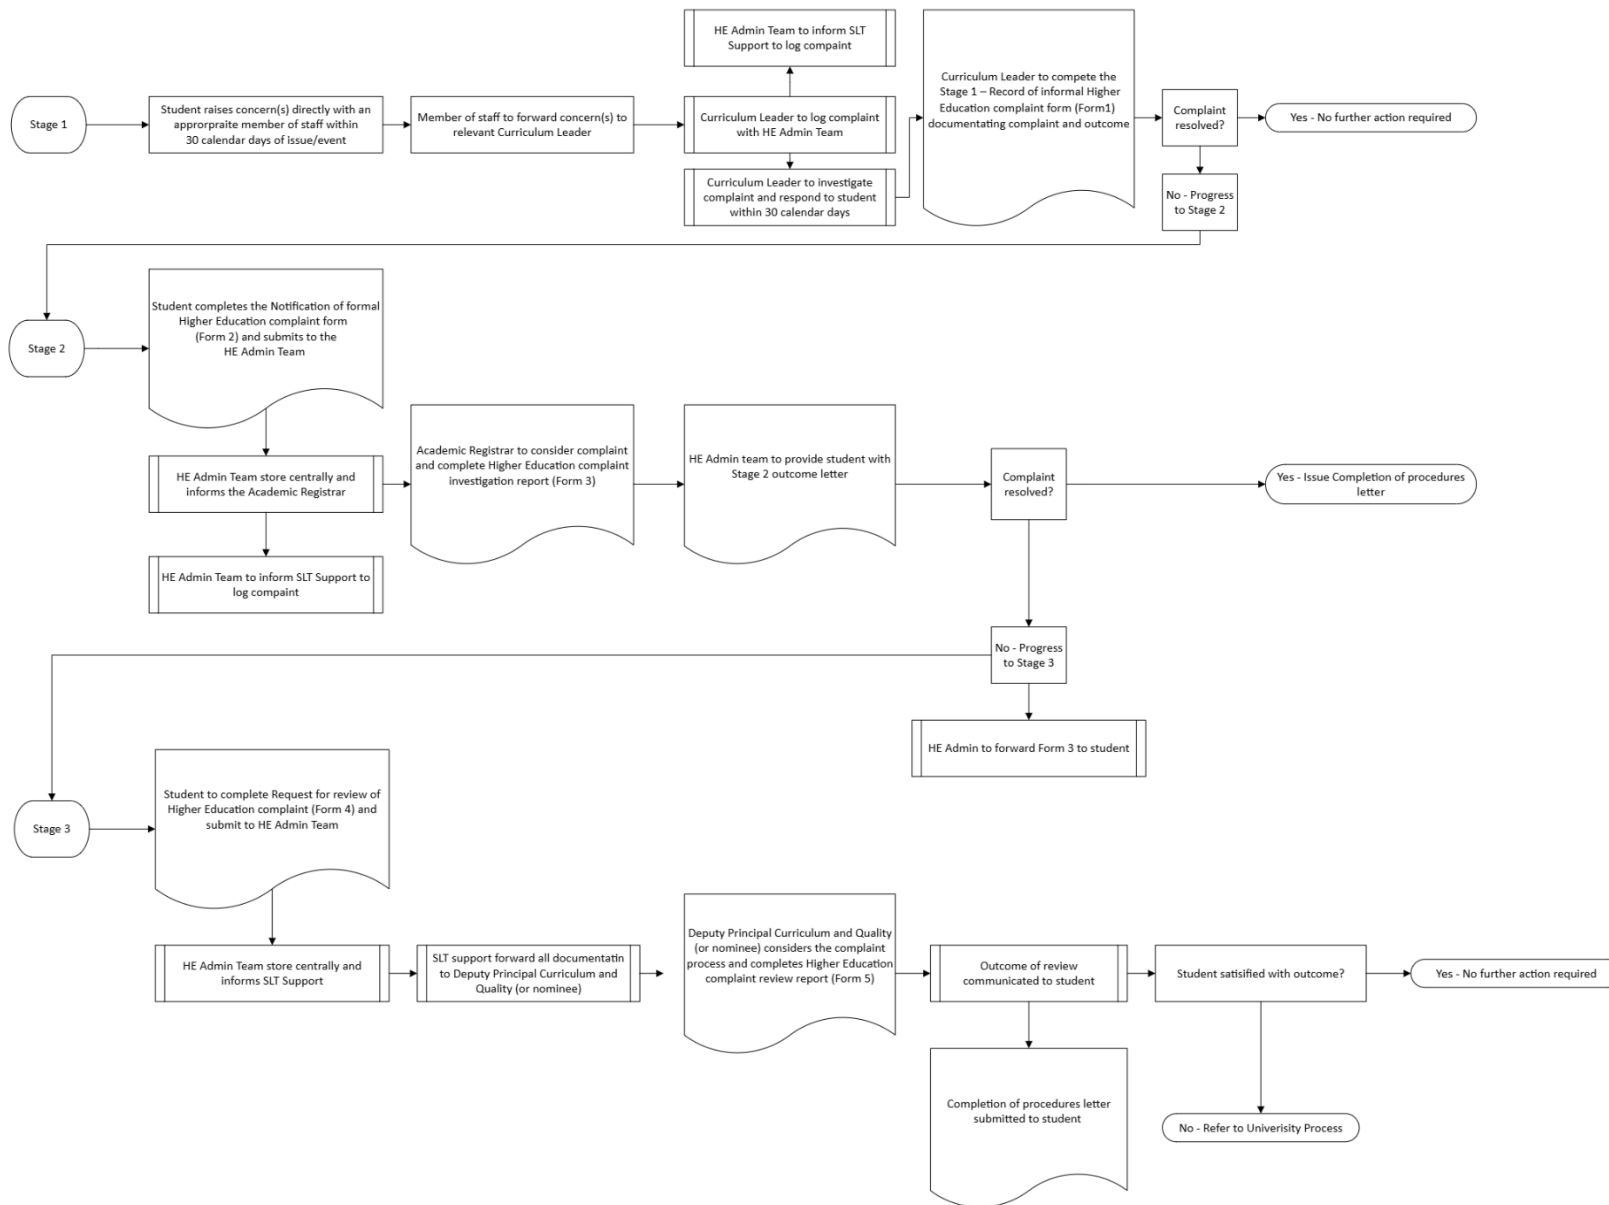 Stage 1
Student raises concern(s) directly with an
approrpraite member of staff within
30 calendar days of issue/event
Member of staff to forward concern(s) to
relevant Curriculum Leader
HE Admin Team to inform SLT
Support to log compaint
Curriculum Leader to log complaint
with HE Admin Team
Curriculum Leader to investigate
complaint and respond to student
within 30 calendar days
Curriculum Leader to compete the
Stage 1 – Record of informal Higher
Education complaint form (Form1)
documentating complaint and outcome
Complaint
resolved?
Yes - No further action required
No - Progress
to Stage 2
Stage 2
Student completes the Notification of formal
Higher Education complaint form
(Form 2) and submits to the
HE Admin Team
HE Admin Team store centrally and
informs the Academic Registrar
HE Admin Team to inform SLT Support to
log compaint
Academic Registrar to consider complaint
and complete Higher Education complaint
investigation report (Form 3)
HE Admin team to provide student with
Stage 2 outcome letter
Complaint
resolved?
Yes - Issue Completion of procedures
letter
No - Progress
to Stage 3
HE Admin to forward Form 3 to student
Stage 3
Student to complete Request for review of
Higher Education complaint (Form 4) and
submit to HE Admin Team
HE Admin Team store centrally and
informs SLT Support
SLT support forward all documentatin
to Deputy Principal Curriculum and
Quality (or nominee)
Deputy Principal Curriculum and Quality
(or nominee) considers the complaint
process and completes Higher Education
complaint review report (Form 5)
Outcome of review
communicated to student
Completion of procedures letter
submitted to student
Student satisified with outcome?
Yes - No further action required
No - Refer to Univerisity Process